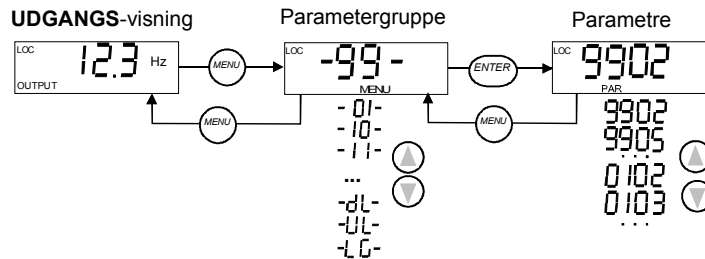 UDGANGS-visning
Parametergruppe
Parametre
LOC
12.3 Hz
OUTPUT
MENU
MENU
LOC
-99-
MENU
-01-
-10-
-11-
...
-dL-
-UL-
-LG-
ENTER
MENU
LOC
9902
PAR
9902
9905
...
0102
0103
...